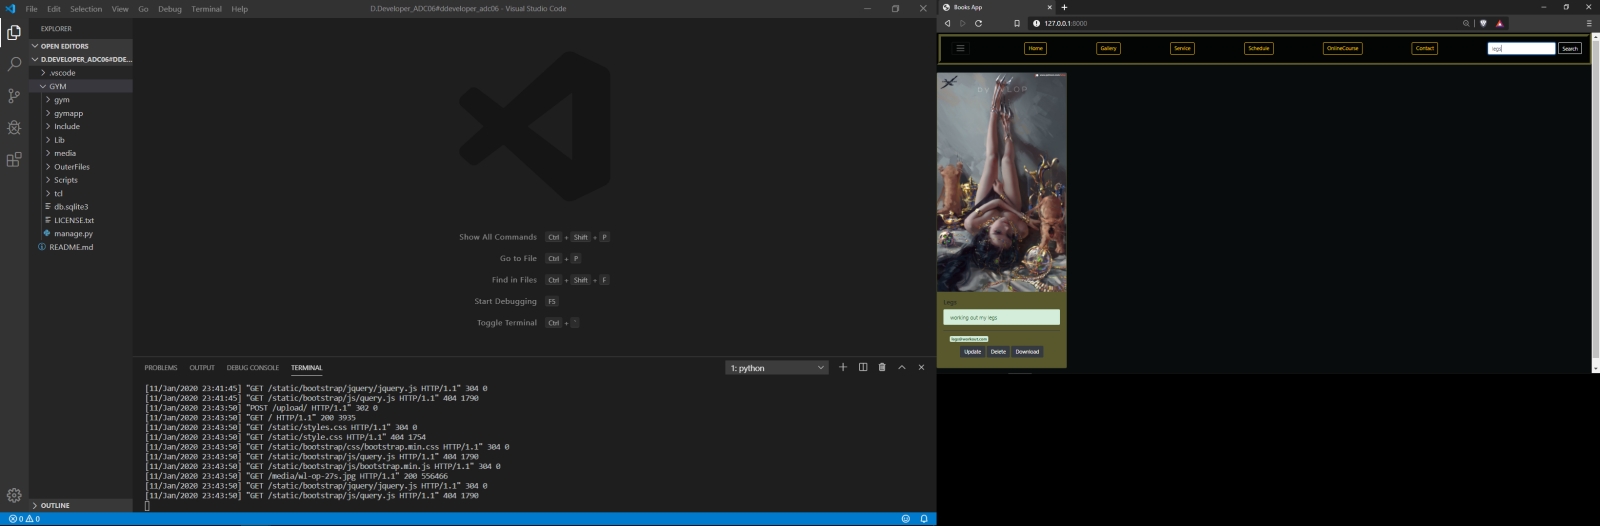 File Edit Selection View Go Debug Terminal Help
D.Developer_ADC06#ddeveloper_adc06 - Visual Studio Code
EXPLORER
OPEN EDITORS
D.DEVELOPER_ADC06#DDE...
.vscode
GYM
gym
gymapp
Include
Lib
media
OuterFiles
Scripts
tcl
db.sqlite3
LICENSE.txt
manage.py
README.md
OUTLINE
Show All Commands Ctrl + Shift + P
Go to File Ctrl + P
Find in Files Ctrl + Shift + F
Start Debugging F5
Toggle Terminal Ctrl + `
PROBLEMS OUTPUT DEBUG CONSOLE TERMINAL
1: python
[11/Jan/2020 23:41:45] "GET /static/bootstrap/jquery/jquery.js HTTP/1.1" 304 0
[11/Jan/2020 23:41:45] "GET /static/bootstrap/js/query.js HTTP/1.1" 404 1790
[11/Jan/2020 23:43:50] "POST /upload/ HTTP/1.1" 302 0
[11/Jan/2020 23:43:50] "GET / HTTP/1.1" 200 3935
[11/Jan/2020 23:43:50] "GET /static/styles.css HTTP/1.1" 304 0
[11/Jan/2020 23:43:50] "GET /static/style.css HTTP/1.1" 404 1754
[11/Jan/2020 23:43:50] "GET /static/bootstrap/css/bootstrap.min.css HTTP/1.1" 304 0
[11/Jan/2020 23:43:50] "GET /static/bootstrap/js/query.js HTTP/1.1" 404 1790
[11/Jan/2020 23:43:50] "GET /static/bootstrap/js/bootstrap.min.js HTTP/1.1" 304 0
[11/Jan/2020 23:43:50] "GET /media/wl-op-27s.jpg HTTP/1.1" 200 556466
[11/Jan/2020 23:43:50] "GET /static/bootstrap/jquery/jquery.js HTTP/1.1" 304 0
[11/Jan/2020 23:43:50] "GET /static/bootstrap/js/query.js HTTP/1.1" 404 1790
0 0
Books App
127.0.0.1:8000
Home Gallery Service Schedule OnlineCourse Contact legs Search
Legs
working out my legs
Update Delete Download